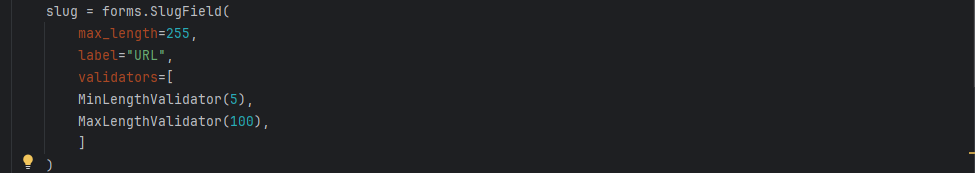 slug = forms.SlugField(
    max_length=255,
    label="URL",
    validators=[
    MinLengthValidator(5),
    MaxLengthValidator(100),
    ]
)